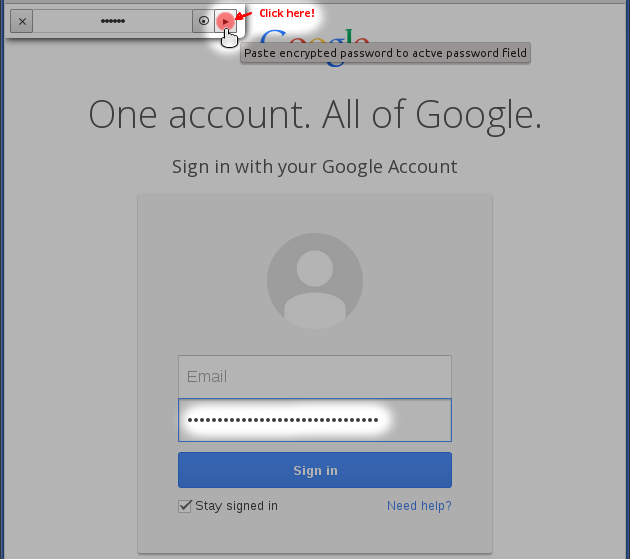 Click here!
••••••
Google
Paste encrypted password to actve password field
One account. All of Google.
Sign in with your Google Account
Email
••••••••••••••••••••••••••••••••
Sign in
Stay signed in
Need help?